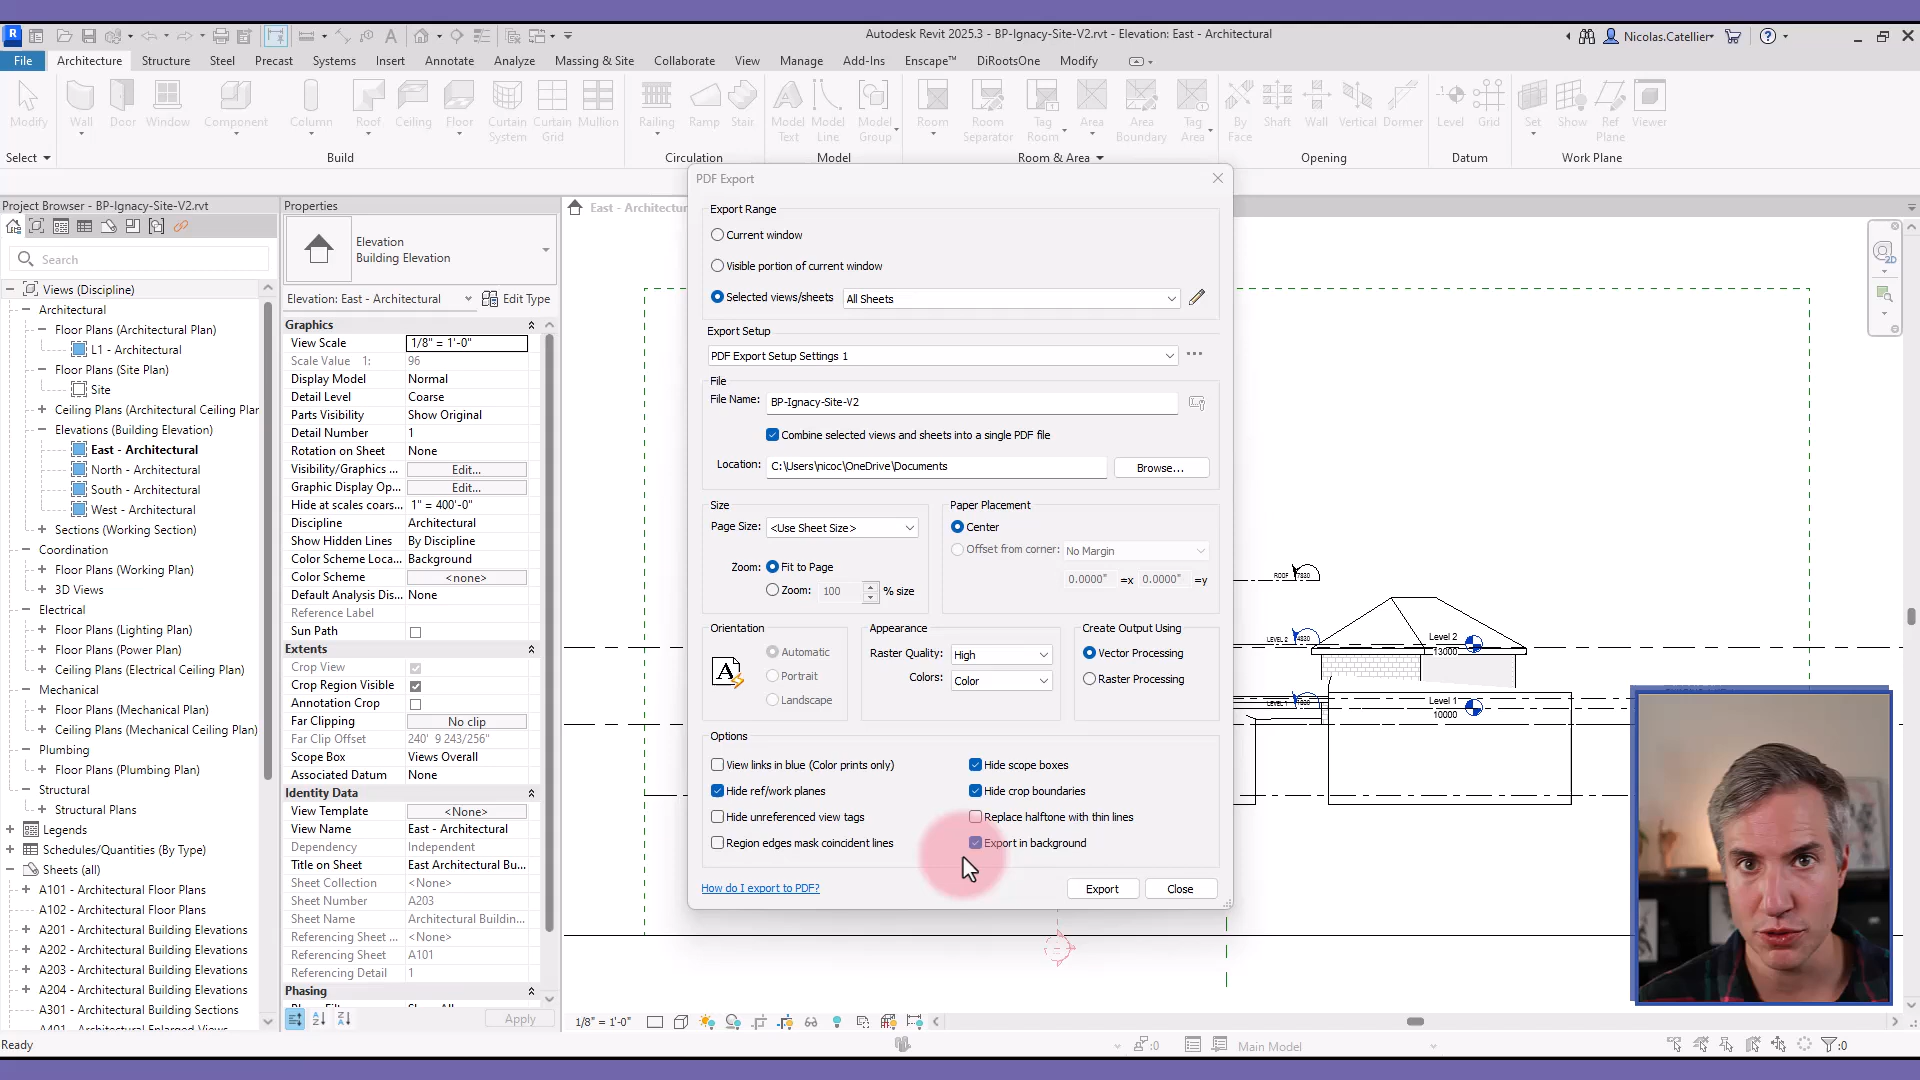 Autodesk Revit 2025.3 - BP-Ignacy-Site-V2.rvt - Elevation: East - Architectural
Nicolas.Catellier
File Architecture Structure Steel Precast Systems Insert Annotate Analyze Massing & Site Collaborate View Manage Add-Ins Enscape™ DiRootsOne Modify
Modify Wall Door Window Component Column Roof Ceiling Floor Curtain System Curtain Grid Mullion Railing Ramp Stair Model Text Model Line Model Group Room Room Separator Tag Room Area Area Boundary Tag Area By Face Shaft Wall Vertical Dormer Level Grid Set Show Ref Plane Viewer
Select Build Circulation Model Room & Area Opening Datum Work Plane
Project Browser - BP-Ignacy-Site-V2.rvt
Search
Views (Discipline)
Architectural
Floor Plans (Architectural Plan)
L1 - Architectural
Floor Plans (Site Plan)
Site
Ceiling Plans (Architectural Ceiling Plan
Elevations (Building Elevation)
East - Architectural
North - Architectural
South - Architectural
West - Architectural
Sections (Working Section)
Coordination
Floor Plans (Working Plan)
3D Views
Electrical
Floor Plans (Lighting Plan)
Floor Plans (Power Plan)
Ceiling Plans (Electrical Ceiling Plan)
Mechanical
Floor Plans (Mechanical Plan)
Ceiling Plans (Mechanical Ceiling Plan)
Plumbing
Floor Plans (Plumbing Plan)
Structural
Structural Plans
Legends
Schedules/Quantities (By Type)
Sheets (all)
A101 - Architectural Floor Plans
A102 - Architectural Floor Plans
A201 - Architectural Building Elevations
A202 - Architectural Building Elevations
A203 - Architectural Building Elevations
A204 - Architectural Building Elevations
A301 - Architectural Building Sections
A401 - Architectural Enlarged Views
Properties
Elevation
Building Elevation
Elevation: East - Architectural Edit Type
Graphics
View Scale 1/8" = 1'-0"
Scale Value 1: 96
Display Model Normal
Detail Level Coarse
Parts Visibility Show Original
Detail Number 1
Rotation on Sheet None
Visibility/Graphics ... Edit...
Graphic Display Op... Edit...
Hide at scales coars... 1" = 400'-0"
Discipline Architectural
Show Hidden Lines By Discipline
Color Scheme Loca... Background
Color Scheme <none>
Default Analysis Dis... None
Reference Label
Sun Path
Extents
Crop View
Crop Region Visible
Annotation Crop
Far Clipping No clip
Far Clip Offset 240' 9 243/256"
Scope Box Views Overall
Associated Datum None
Identity Data
View Template <None>
View Name East - Architectural
Dependency Independent
Title on Sheet East Architectural Bu...
Sheet Collection <None>
Sheet Number A203
Sheet Name Architectural Buildin...
Referencing Sheet ... <None>
Referencing Sheet A101
Referencing Detail 1
Phasing
Apply
East - Architectur
PDF Export
Export Range
Current window
Visible portion of current window
Selected views/sheets All Sheets
Export Setup
PDF Export Setup Settings 1
File
File Name: BP-Ignacy-Site-V2
Combine selected views and sheets into a single PDF file
Location: C:\Users\nicoc\OneDrive\Documents Browse...
Size
Page Size: <Use Sheet Size>
Zoom: Fit to Page
Zoom: 100 % size
Paper Placement
Center
Offset from corner: No Margin
0.0000" =x 0.0000" =y
Orientation
Automatic
Portrait
Landscape
Appearance
Raster Quality: High
Colors: Color
Create Output Using
Vector Processing
Raster Processing
Options
View links in blue (Color prints only)
Hide ref/work planes
Hide unreferenced view tags
Region edges mask coincident lines
Hide scope boxes
Hide crop boundaries
Replace halftone with thin lines
Export in background
How do I export to PDF? Export Close
ROOF
LEVEL 2
LEVEL 1
Level 2
13000
Level 1
10000
2D
1/8" = 1'-0"
Ready :0 Main Model :0